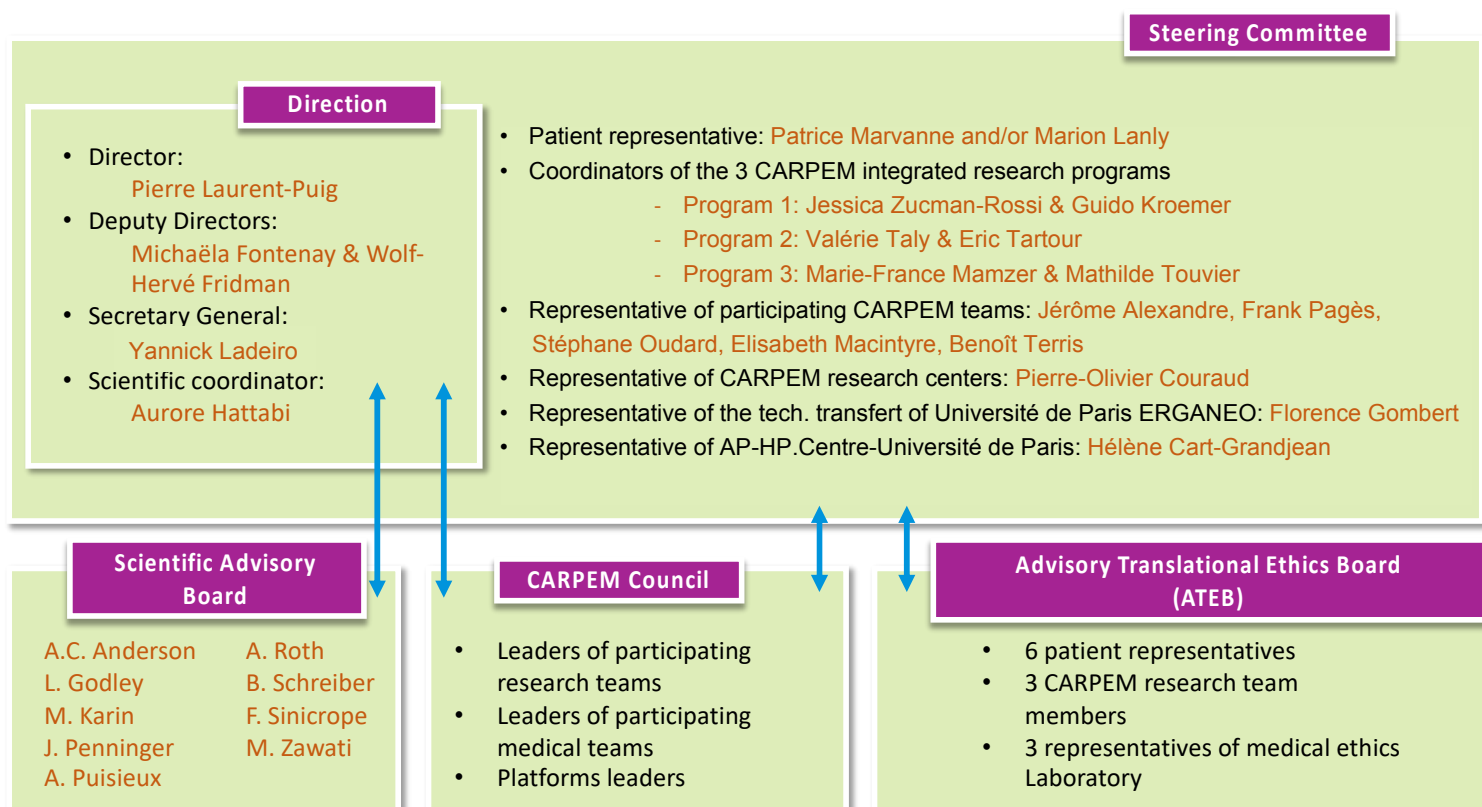 Steering Committee
Direction
• Director:
Pierre Laurent-Puig
• Deputy Directors:
Michaëla Fontenay & Wolf-
Hervé Fridman
• Secretary General:
Yannick Ladeiro
• Scientific coordinator:
Aurore Hattabi
• Patient representative: Patrice Marvanne and/or Marion Lanly
• Coordinators of the 3 CARPEM integrated research programs
- Program 1: Jessica Zucman-Rossi & Guido Kroemer
- Program 2: Valérie Taly & Eric Tartour
- Program 3: Marie-France Mamzer & Mathilde Touvier
• Representative of participating CARPEM teams: Jérôme Alexandre, Frank Pagès,
Stéphane Oudard, Elisabeth Macintyre, Benoît Terris
• Representative of CARPEM research centers: Pierre-Olivier Couraud
• Representative of the tech. transfert of Université de Paris ERGANEO: Florence Gombert
• Representative of AP-HP.Centre-Université de Paris: Hélène Cart-Grandjean
Scientific Advisory
Board
A.C. Anderson
L. Godley
M. Karin
J. Penninger
A. Puisieux
A. Roth
B. Schreiber
F. Sinicrope
M. Zawati
CARPEM Council
• Leaders of participating
research teams
• Leaders of participating
medical teams
• Platforms leaders
Advisory Translational Ethics Board
(ATEB)
• 6 patient representatives
• 3 CARPEM research team
members
• 3 representatives of medical ethics
Laboratory